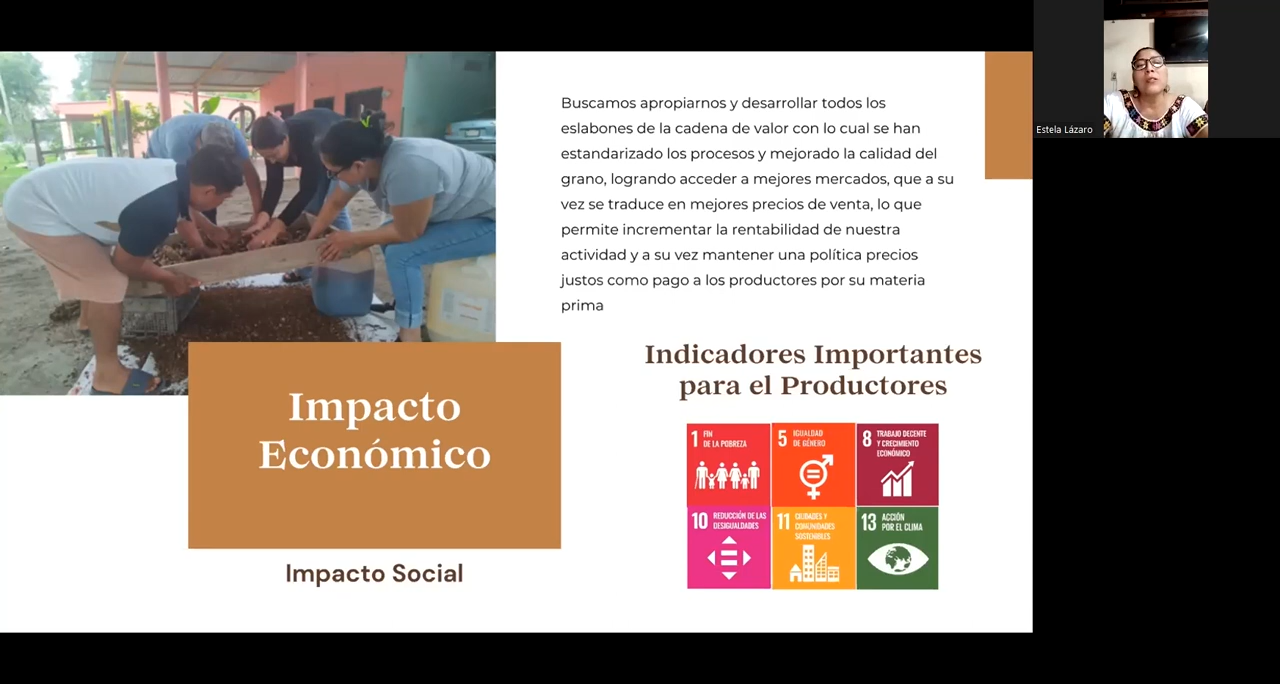 Buscamos apropiarnos y desarrollar todos los
eslabones de la cadena de valor con lo cual se han
estandarizado los procesos y mejorado la calidad del
grano, logrando acceder a mejores mercados, que a su
vez se traduce en mejores precios de venta, lo que
permite incrementar la rentabilidad de nuestra
actividad y a su vez mantener una política precios
justos como pago a los productores por su materia
prima
Estela Lázaro
Impacto
Económico
Impacto Social
Indicadores Importantes
para el Productores
1 FIN
DE LA POBREZA
5 IGUALDAD
DE GÉNERO
8 TRABAJO DECENTE
Y CRECIMIENTO
ECONÓMICO
10 REDUCCIÓN DE LAS
DESIGUALDADES
11 CIUDADES Y
COMUNIDADES
SOSTENIBLES
13 ACCIÓN
POR EL CLIMA